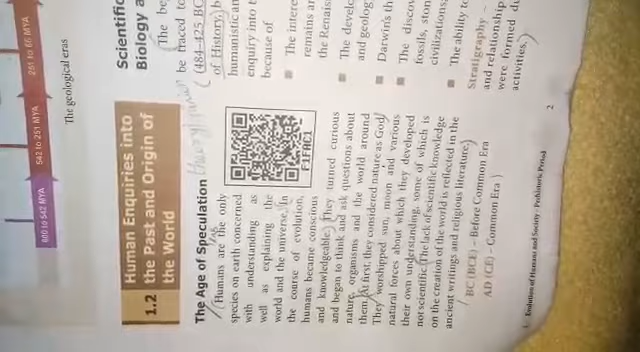 600 to 542 MYA
542 to 251 MYA
251 to 66 MYA
The geological eras
1.2
Human Enquiries into
the Past and Origin of
the World
The Age of Speculation
(Humans are the only
species on earth concerned
with understanding as
well as explaining the
world and the universe. In
the course of evolution,
humans became conscious
and knowledgeable. They turned curious
and began to think and ask questions about
nature, organisms and the world around
them. At first, they considered nature as God.
They worshipped sun, moon and various
natural forces about which they developed
their own understanding, some of which is
not scientific. The lack of scientific knowledge
on the creation of the world is reflected in the
ancient writings and religious literature.)
F1FAC1
BC (BCE) – Before Common Era
AD (CE) – Common Era
Scientific
Biology a
The be
be traced to
(484–425 BC
of History, b
humanistic an
enquiry into t
because of
■ The intere
remains an
the Renais
■ The develo
and geology
■ Darwin's th
■ The discov
fossils, ston
civilizations;
■ The ability to
Stratigraphy –
and relationship
were formed du
activities.
2
1. Evolution of Humans and Society - Prehistoric Period